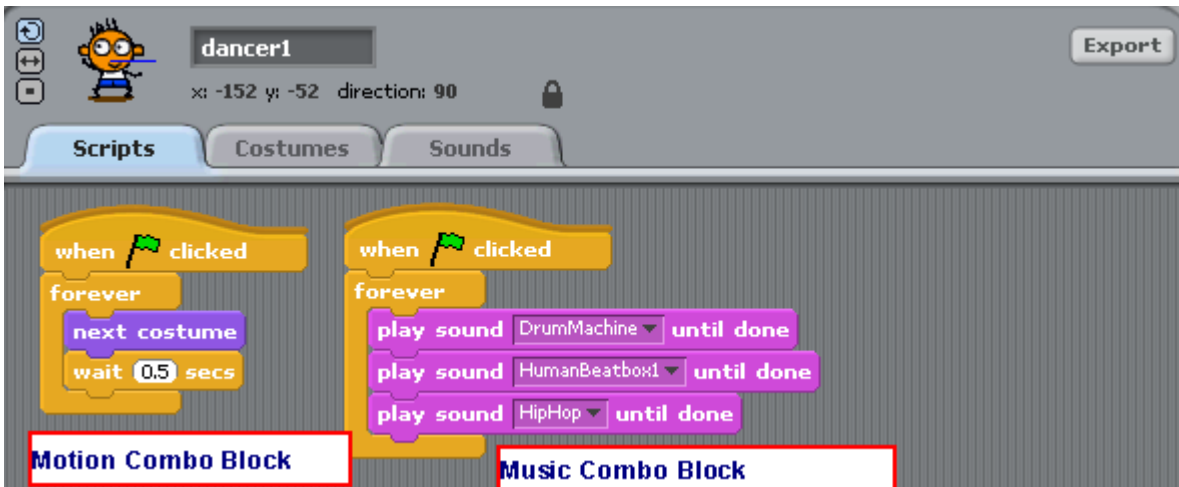 dancer1
Export
x: -152 y: -52 direction: 90
Scripts
Costumes
Sounds
when clicked
forever
next costume
wait 0.5 secs
Motion Combo Block
when clicked
forever
play sound DrumMachine until done
play sound HumanBeatbox1 until done
play sound HipHop until done
Music Combo Block